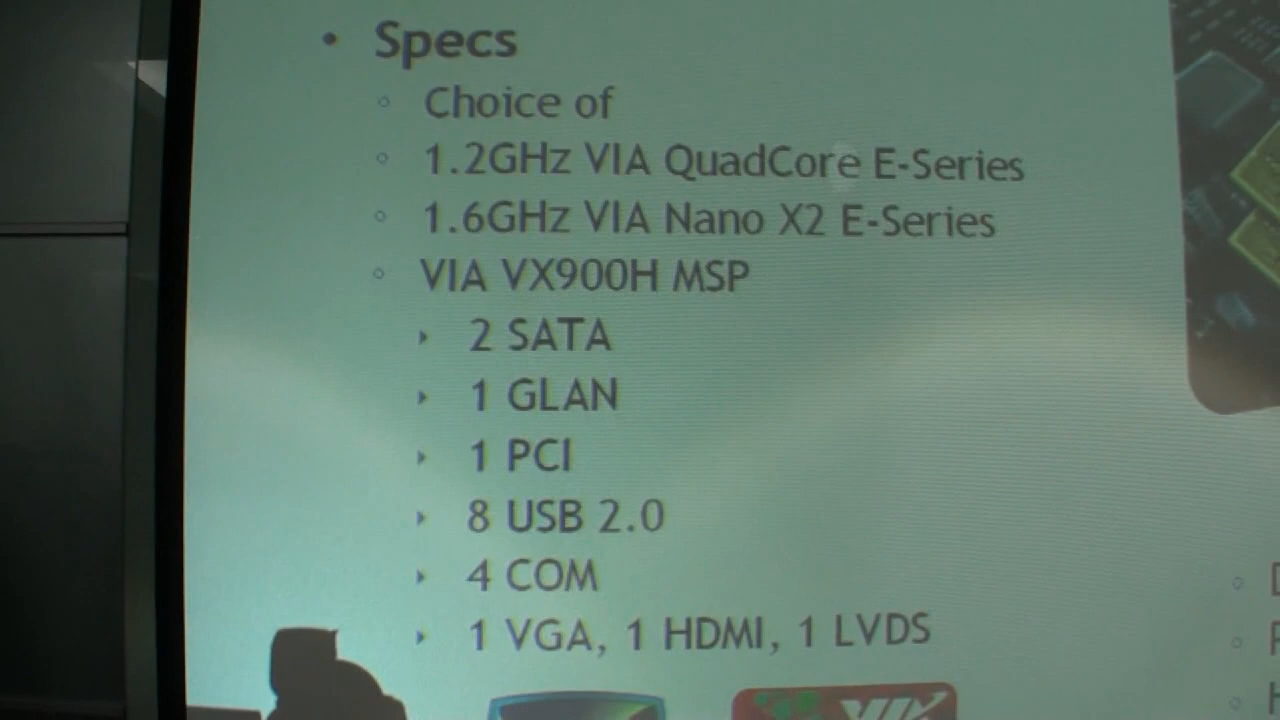 Specs
Choice of
1.2GHz VIA QuadCore E-Series
1.6GHz VIA Nano X2 E-Series
VIA VX900H MSP
2 SATA
1 GLAN
1 PCI
8 USB 2.0
4 COM
1 VGA, 1 HDMI, 1 LVDS
VIA